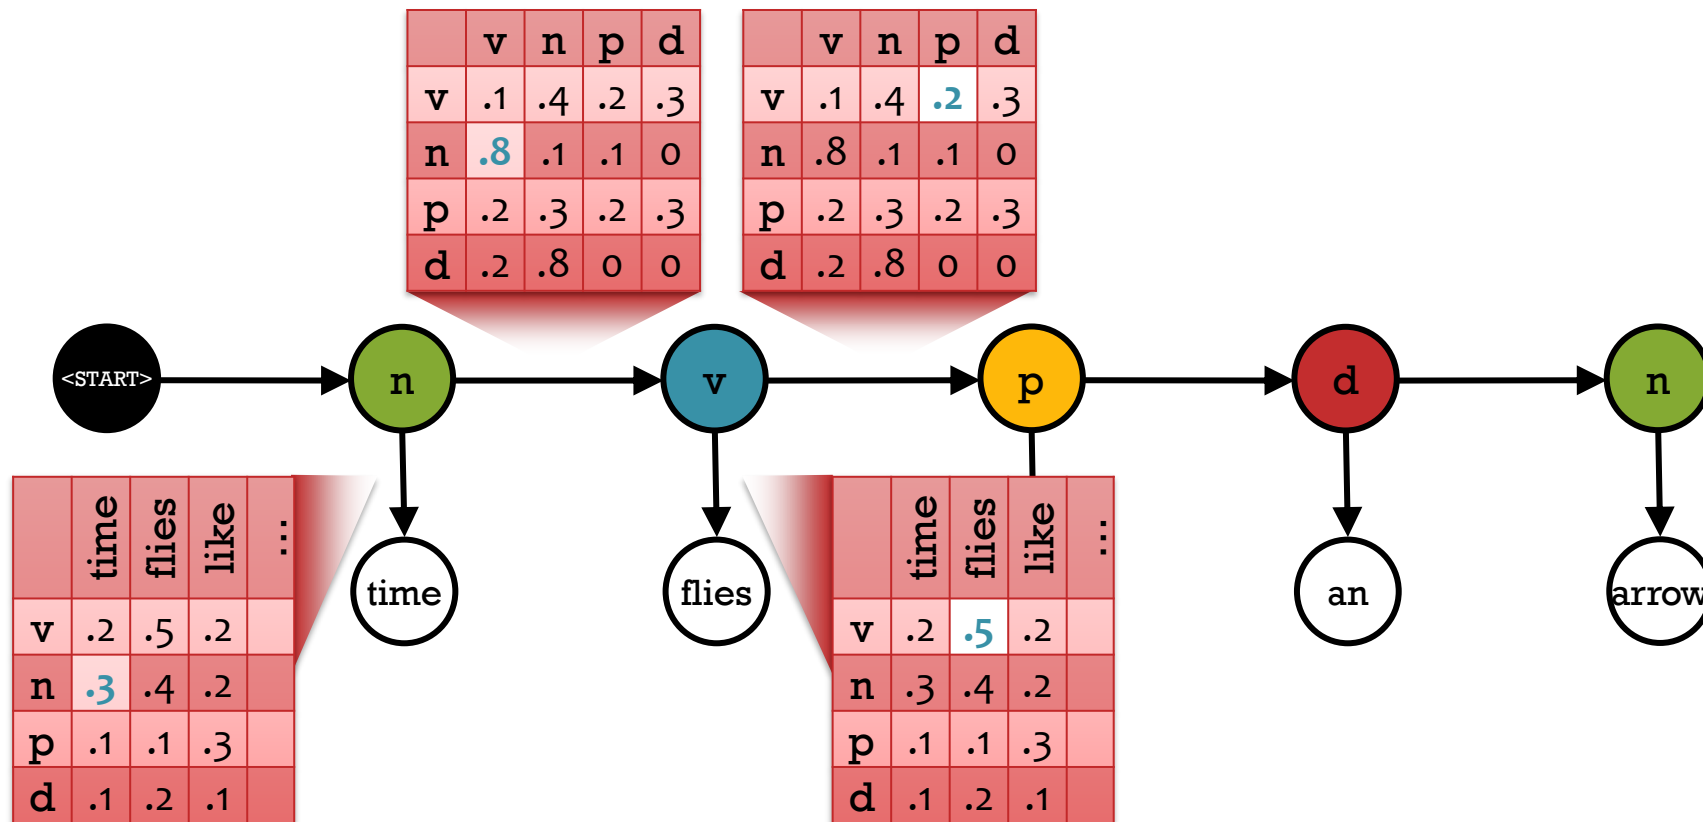 v n p d
v .1 .4 .2 .3
n .8 .1 .1 0
p .2 .3 .2 .3
d .2 .8 0 0
v n p d
v .1 .4 .2 .3
n .8 .1 .1 0
p .2 .3 .2 .3
d .2 .8 0 0
<START> n v p d n
time flies like ...
v .2 .5 .2
n .3 .4 .2
p .1 .1 .3
d .1 .2 .1
time flies
time flies like ...
v .2 .5 .2
n .3 .4 .2
p .1 .1 .3
d .1 .2 .1
an arrow